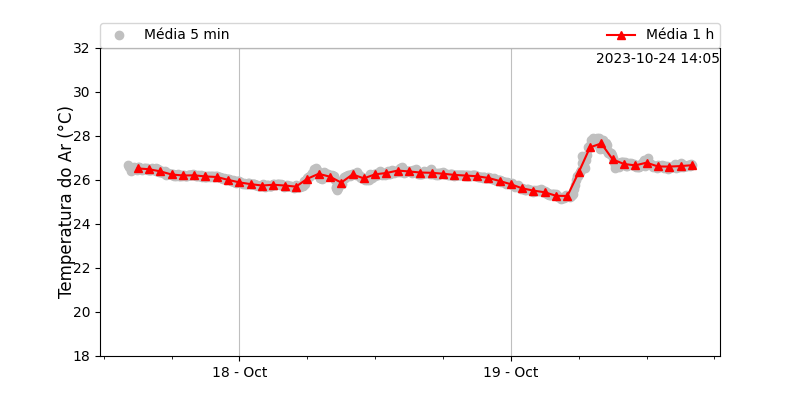 Média 5 min
Média 1 h
2023-10-24 14:05
Temperatura do Ar (°C)
32
30
28
26
24
22
20
18
18 - Oct
19 - Oct